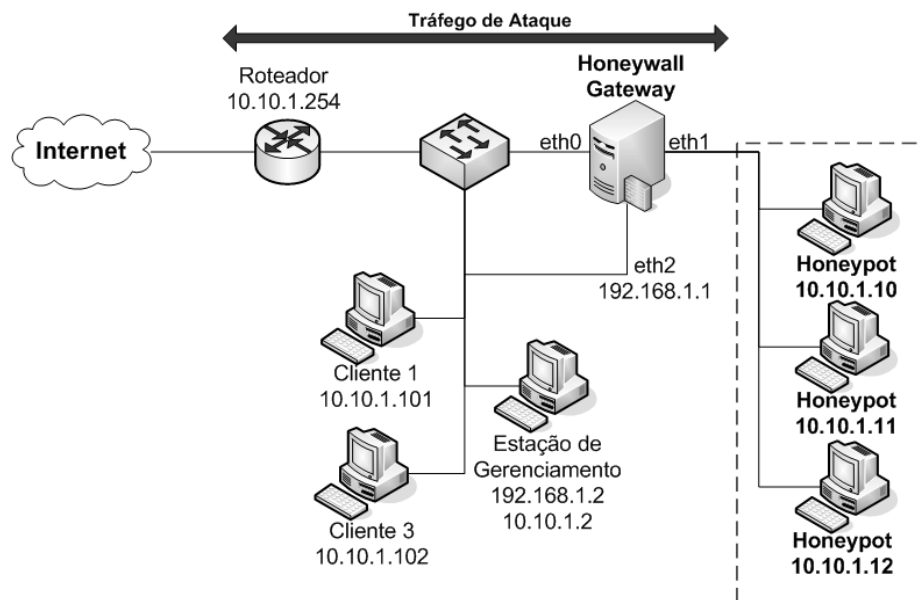 Tráfego de Ataque
Roteador
10.10.1.254
Honeywall
Gateway
Internet
eth0
eth1
eth2
192.168.1.1
Honeypot
10.10.1.10
Cliente 1
10.10.1.101
Honeypot
10.10.1.11
Estação de
Gerenciamento
192.168.1.2
10.10.1.2
Cliente 3
10.10.1.102
Honeypot
10.10.1.12